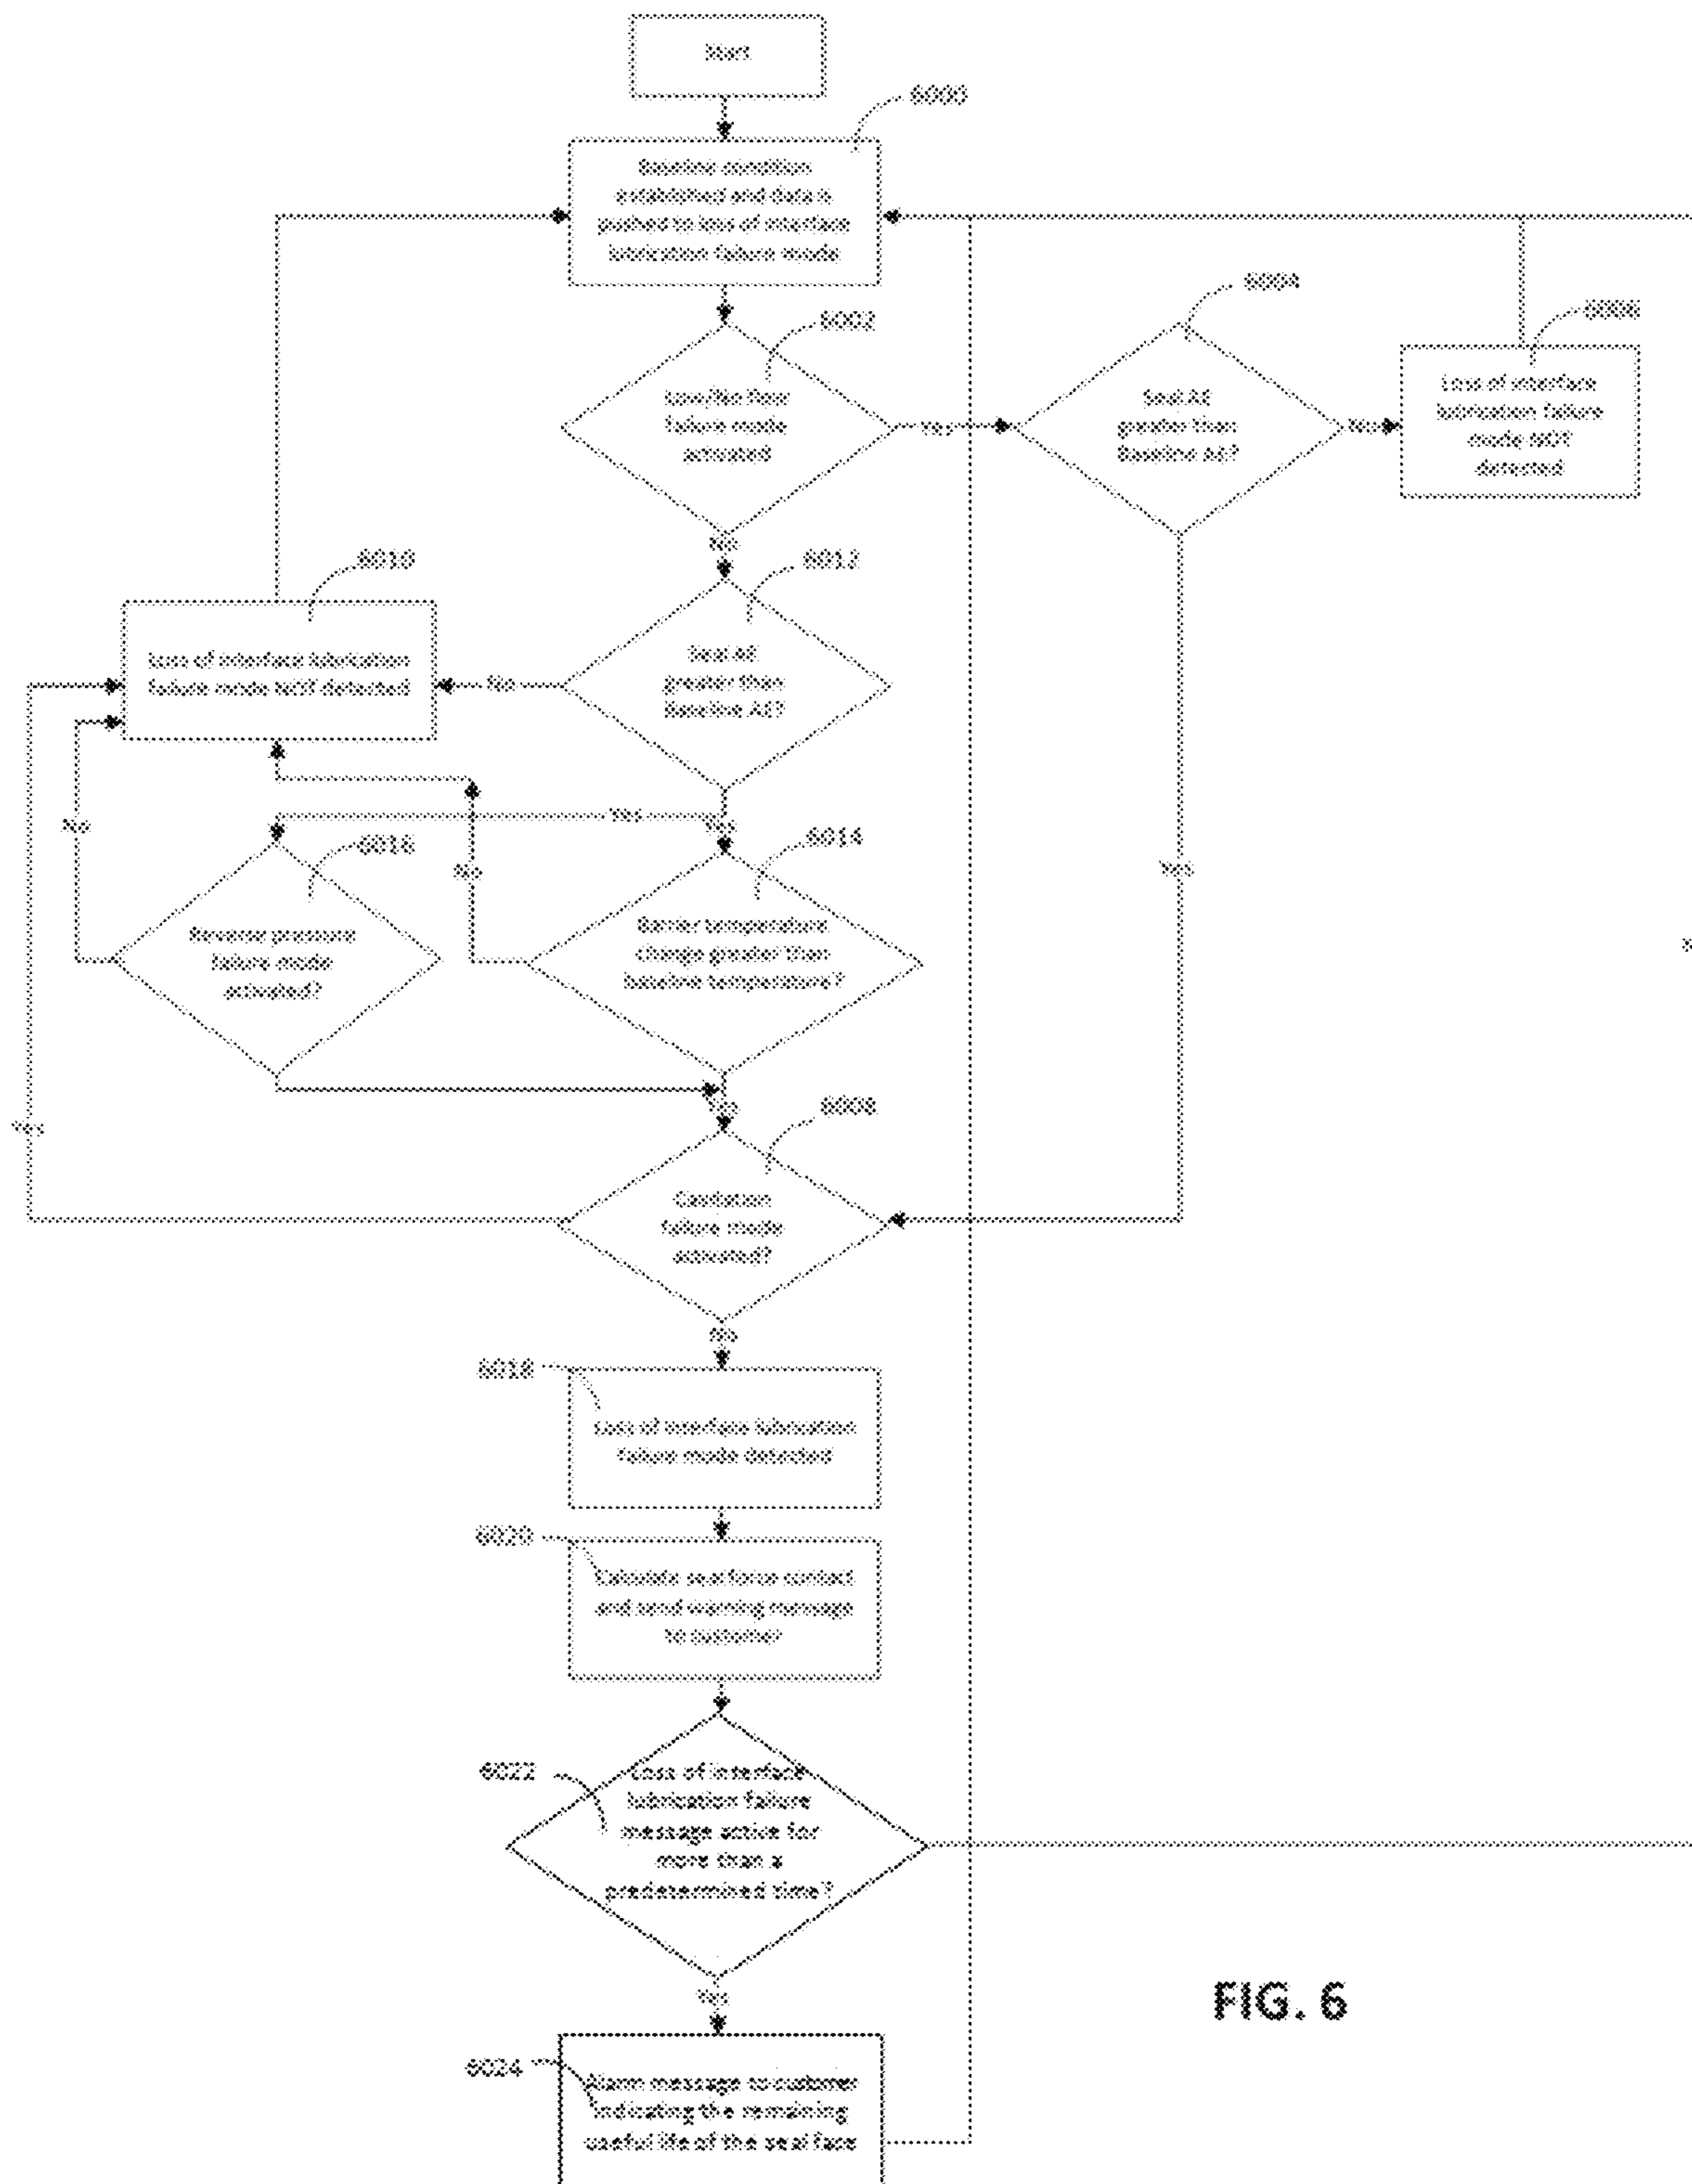 Start
6000
Baseline condition
established and data is
pushed to loss of interface
lubrication failure mode
6002
Low/No flow
failure mode
activated
Yes
6004
Seal AE
greater than
Baseline AE?
No
6006
Loss of interface
lubrication failure
mode NOT
detected
No
6010
Loss of interface lubrication
failure mode NOT detected
No
6012
Seal AE
greater than
Baseline AE?
Yes
Yes
No
6016
Reverse pressure
failure mode
activated?
No
6014
Barrier temperature
change greater than
baseline temperature?
Yes
Yes
Yes
6008
Cavitation
failure mode
activated?
No
6018
Loss of interface lubrication
failure mode detected
6020
Calculate seal force contact
and send warning message
to customer
6022
Loss of interface
lubrication failure
message active for
more than a
predetermined time?
Yes
6024
Alarm message to customer
indicating the remaining
useful life of the seal face
FIG. 6